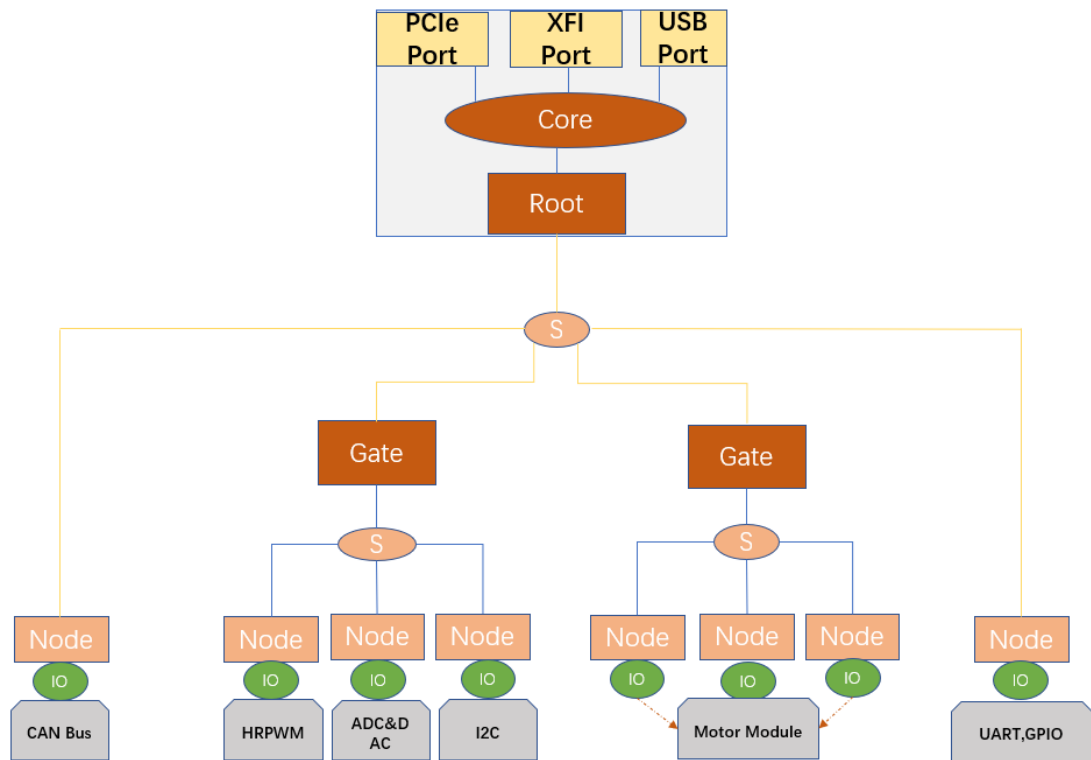 PCIe
Port
XFI
Port
USB
Port
Core
Root
S
Gate
Gate
S
S
Node
Node
Node
Node
Node
Node
Node
Node
IO
IO
IO
IO
IO
IO
IO
IO
CAN Bus
HRPWM
ADC&D
AC
I2C
Motor Module
UART,GPIO